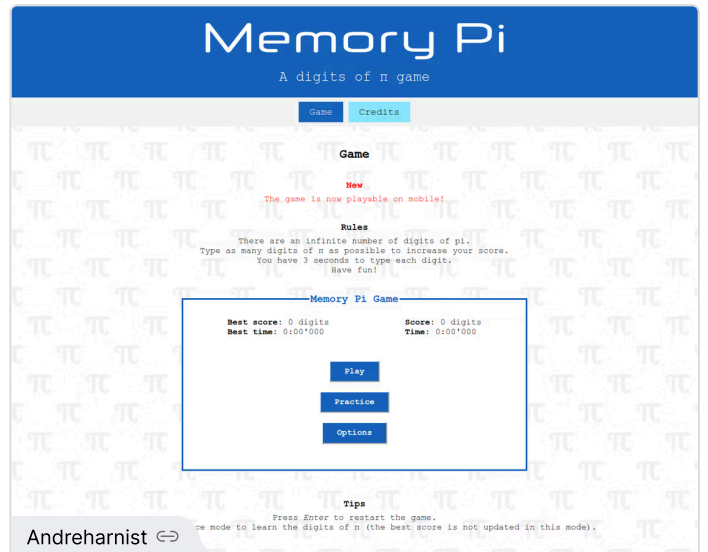 Memory Pi
A digits of π game
Game Credits
Game
New
The game is now playable on mobile!
Rules
There are an infinite number of digits of pi.
Type as many digits of π as possible to increase your score.
You have 3 seconds to type each digit.
Have fun!
Memory Pi Game
Best score: 0 digits Score: 0 digits
Best time: 0:00'000 Time: 0:00'000
Play
Practice
Options
Tips
Press Enter to restart the game.
mode to learn the digits of π (the best score is not updated in this mode).
Andreharnist